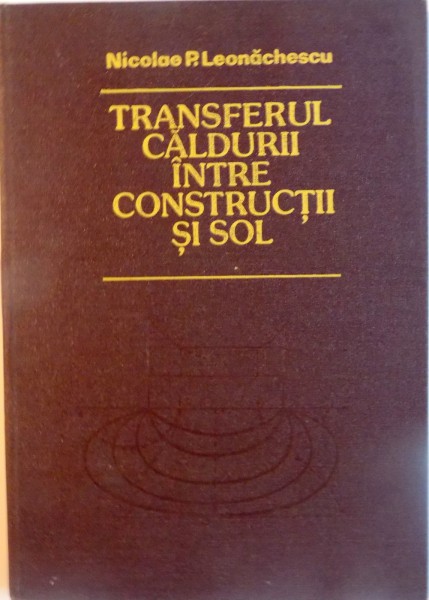 Nicolae P. Leonăchescu
TRANSFERUL
CĂLDURII
ÎNTRE
CONSTRUCȚII
ȘI SOL